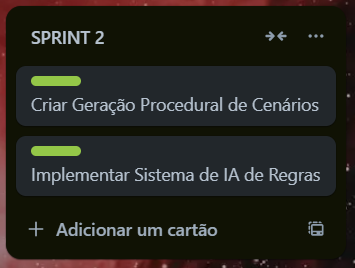 SPRINT 2
Criar Geração Procedural de Cenários
Implementar Sistema de IA de Regras
Adicionar um cartão